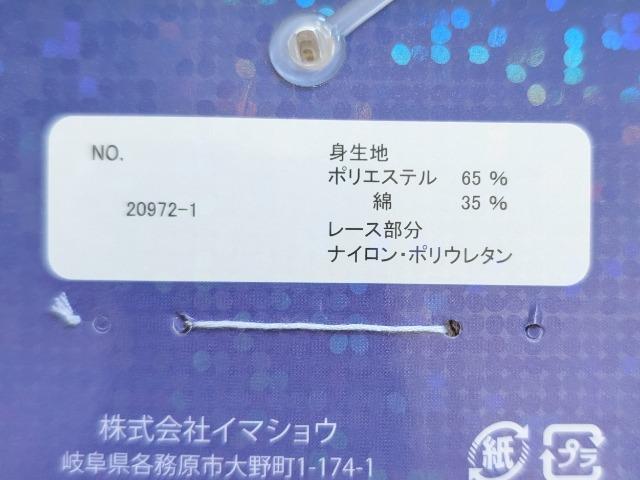 NO.
20972-1
身生地
ポリエステル 65 %
綿 35 %
レース部分
ナイロン・ポリウレタン
株式会社イマショウ
岐阜県各務原市大野町1-174-1
紙
プラ